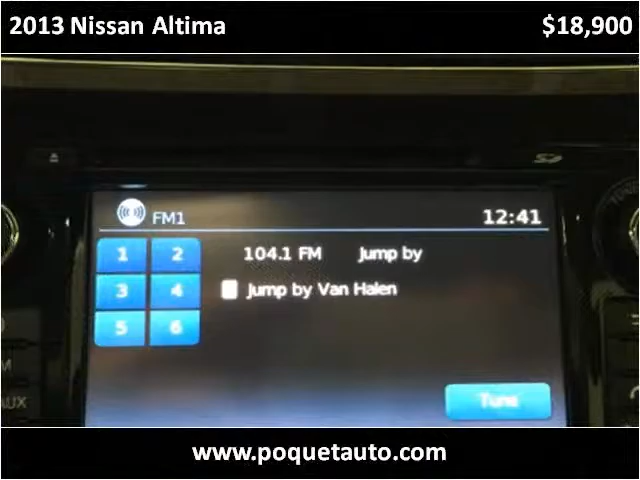 2013 Nissan Altima $18,900
FM1 12:41
1 2 104.1 FM Jump by
3 4 Jump by Van Halen
5 6
AUX
Tune
www.poquetauto.com